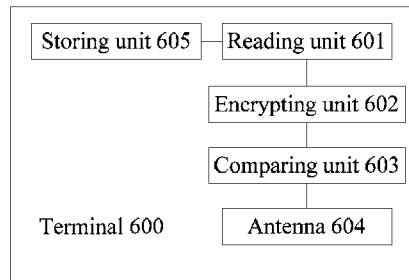 Storing unit 605
Reading unit 601
Encrypting unit 602
Comparing unit 603
Terminal 600
Antenna 604